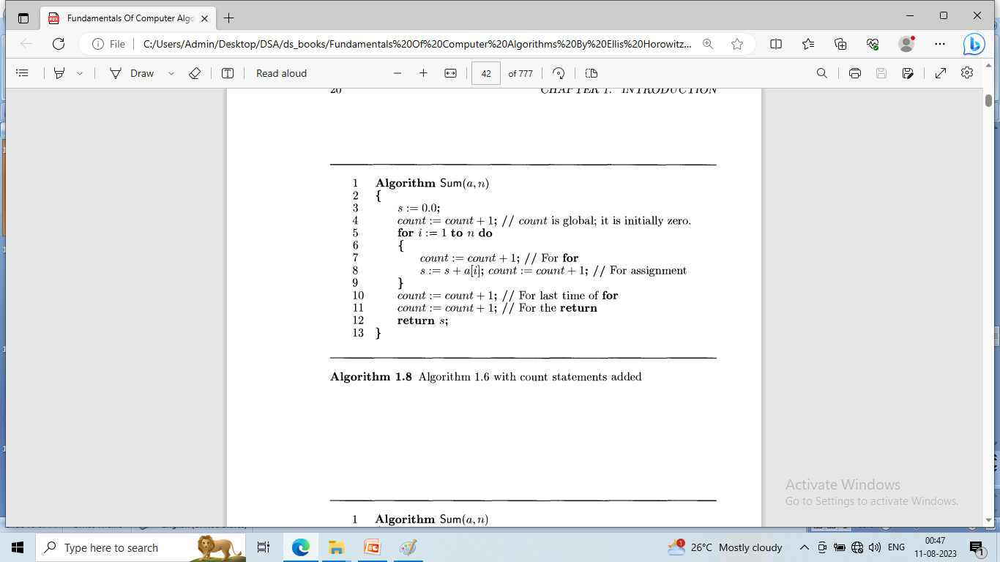 Fundamentals Of Computer Algo
File
C:/Users/Admin/Desktop/DSA/ds_books/Fundamentals%20Of%20Computer%20Algorithms%20By%20Ellis%20Horowitz...
Draw
Read aloud
42 of 777
20 CHAPTER 1. INTRODUCTION
1 Algorithm Sum(a, n)
2 {
3 s := 0.0;
4 count := count + 1; // count is global; it is initially zero.
5 for i := 1 to n do
6 {
7 count := count + 1; // For for
8 s := s + a[i]; count := count + 1; // For assignment
9 }
10 count := count + 1; // For last time of for
11 count := count + 1; // For the return
12 return s;
13 }
Algorithm 1.8 Algorithm 1.6 with count statements added
1 Algorithm Sum(a, n)
Activate Windows
Go to Settings to activate Windows.
Type here to search
1
26°C Mostly cloudy
ENG
00:47
11-08-2023
1